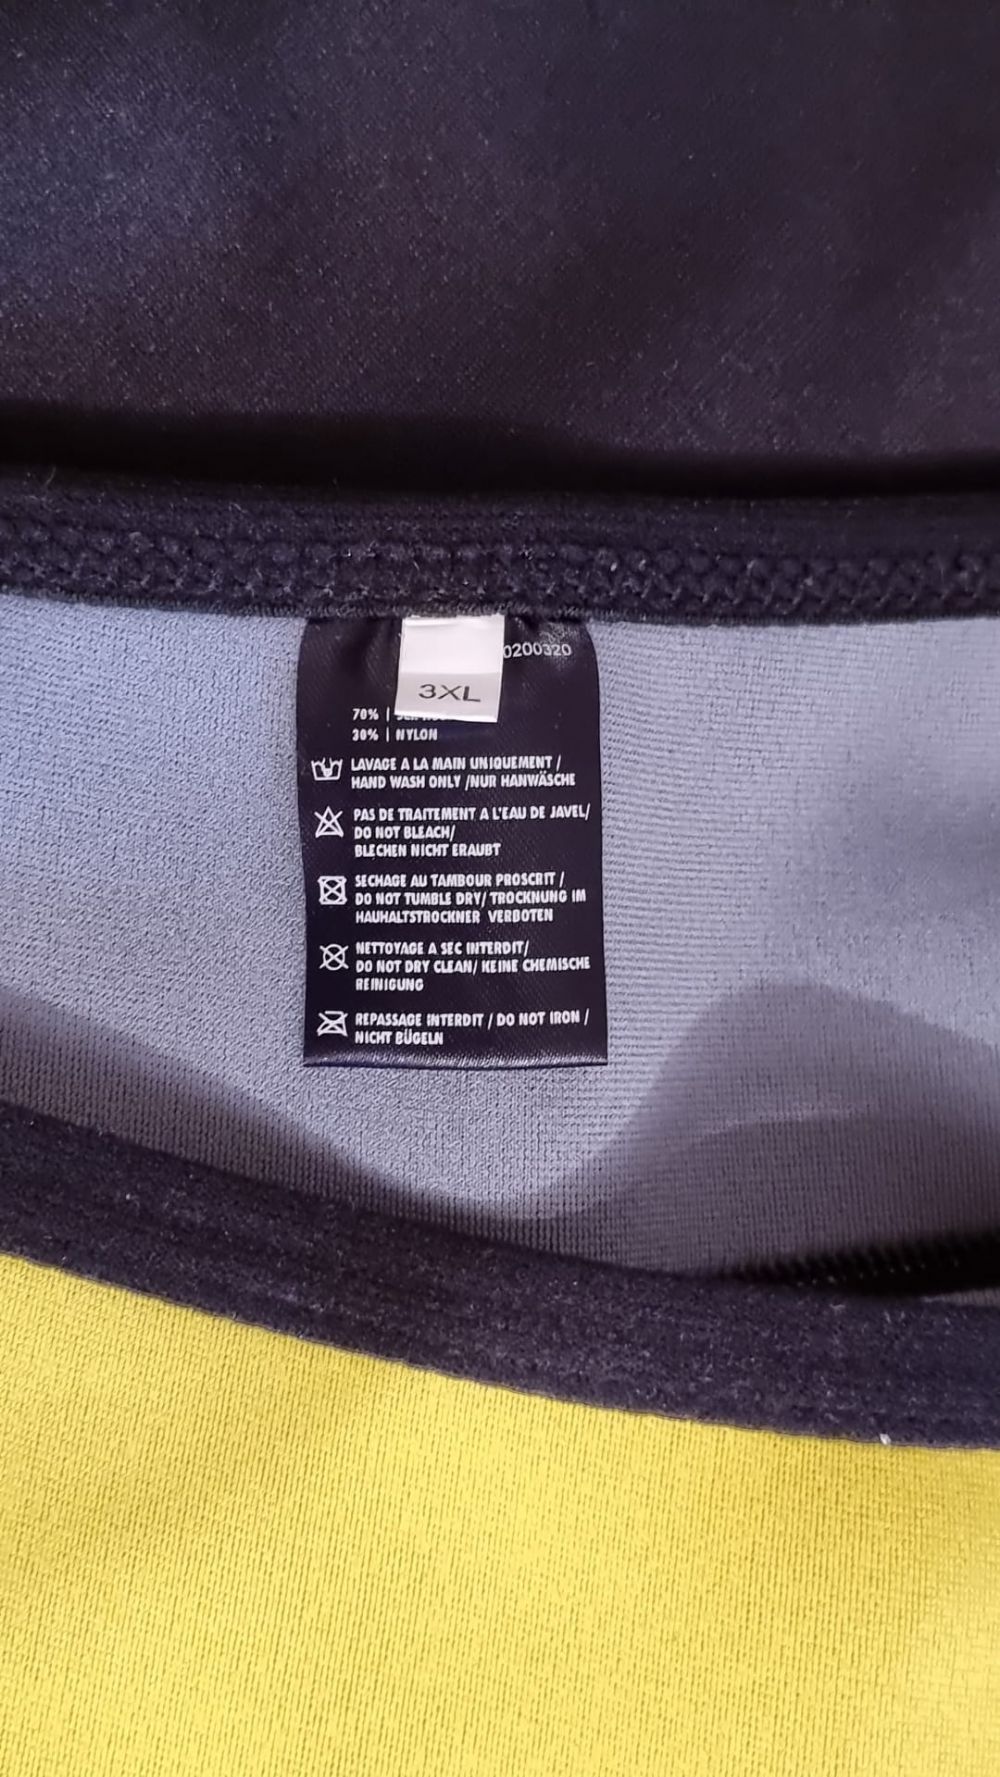 0200320
3XL
70% |
30% | NYLON
LAVAGE A LA MAIN UNIQUEMENT /
HAND WASH ONLY /NUR HANWÄSCHE
PAS DE TRAITEMENT A L'EAU DE JAVEL/
DO NOT BLEACH/
BLECHEN NICHT ERAUBT
SECHAGE AU TAMBOUR PROSCRIT /
DO NOT TUMBLE DRY/ TROCKNUNG IM
HAUHALTSTROCKNER VERBOTEN
NETTOYAGE A SEC INTERDIT/
DO NOT DRY CLEAN/ KEINE CHEMISCHE
REINIGUNG
REPASSAGE INTERDIT / DO NOT IRON /
NICHT BÜGELN